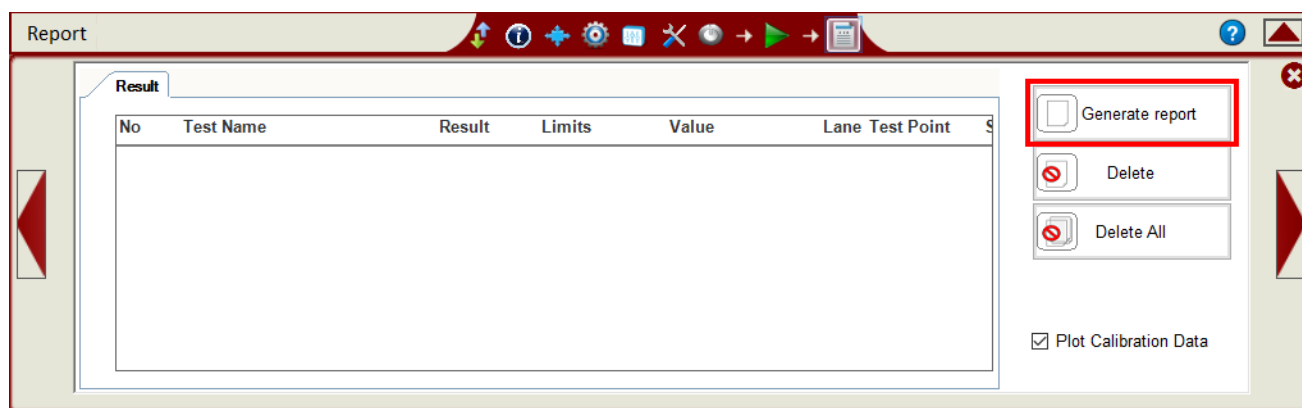 Report
Result
No Test Name Result Limits Value Lane Test Point S
Generate report
Delete
Delete All
Plot Calibration Data